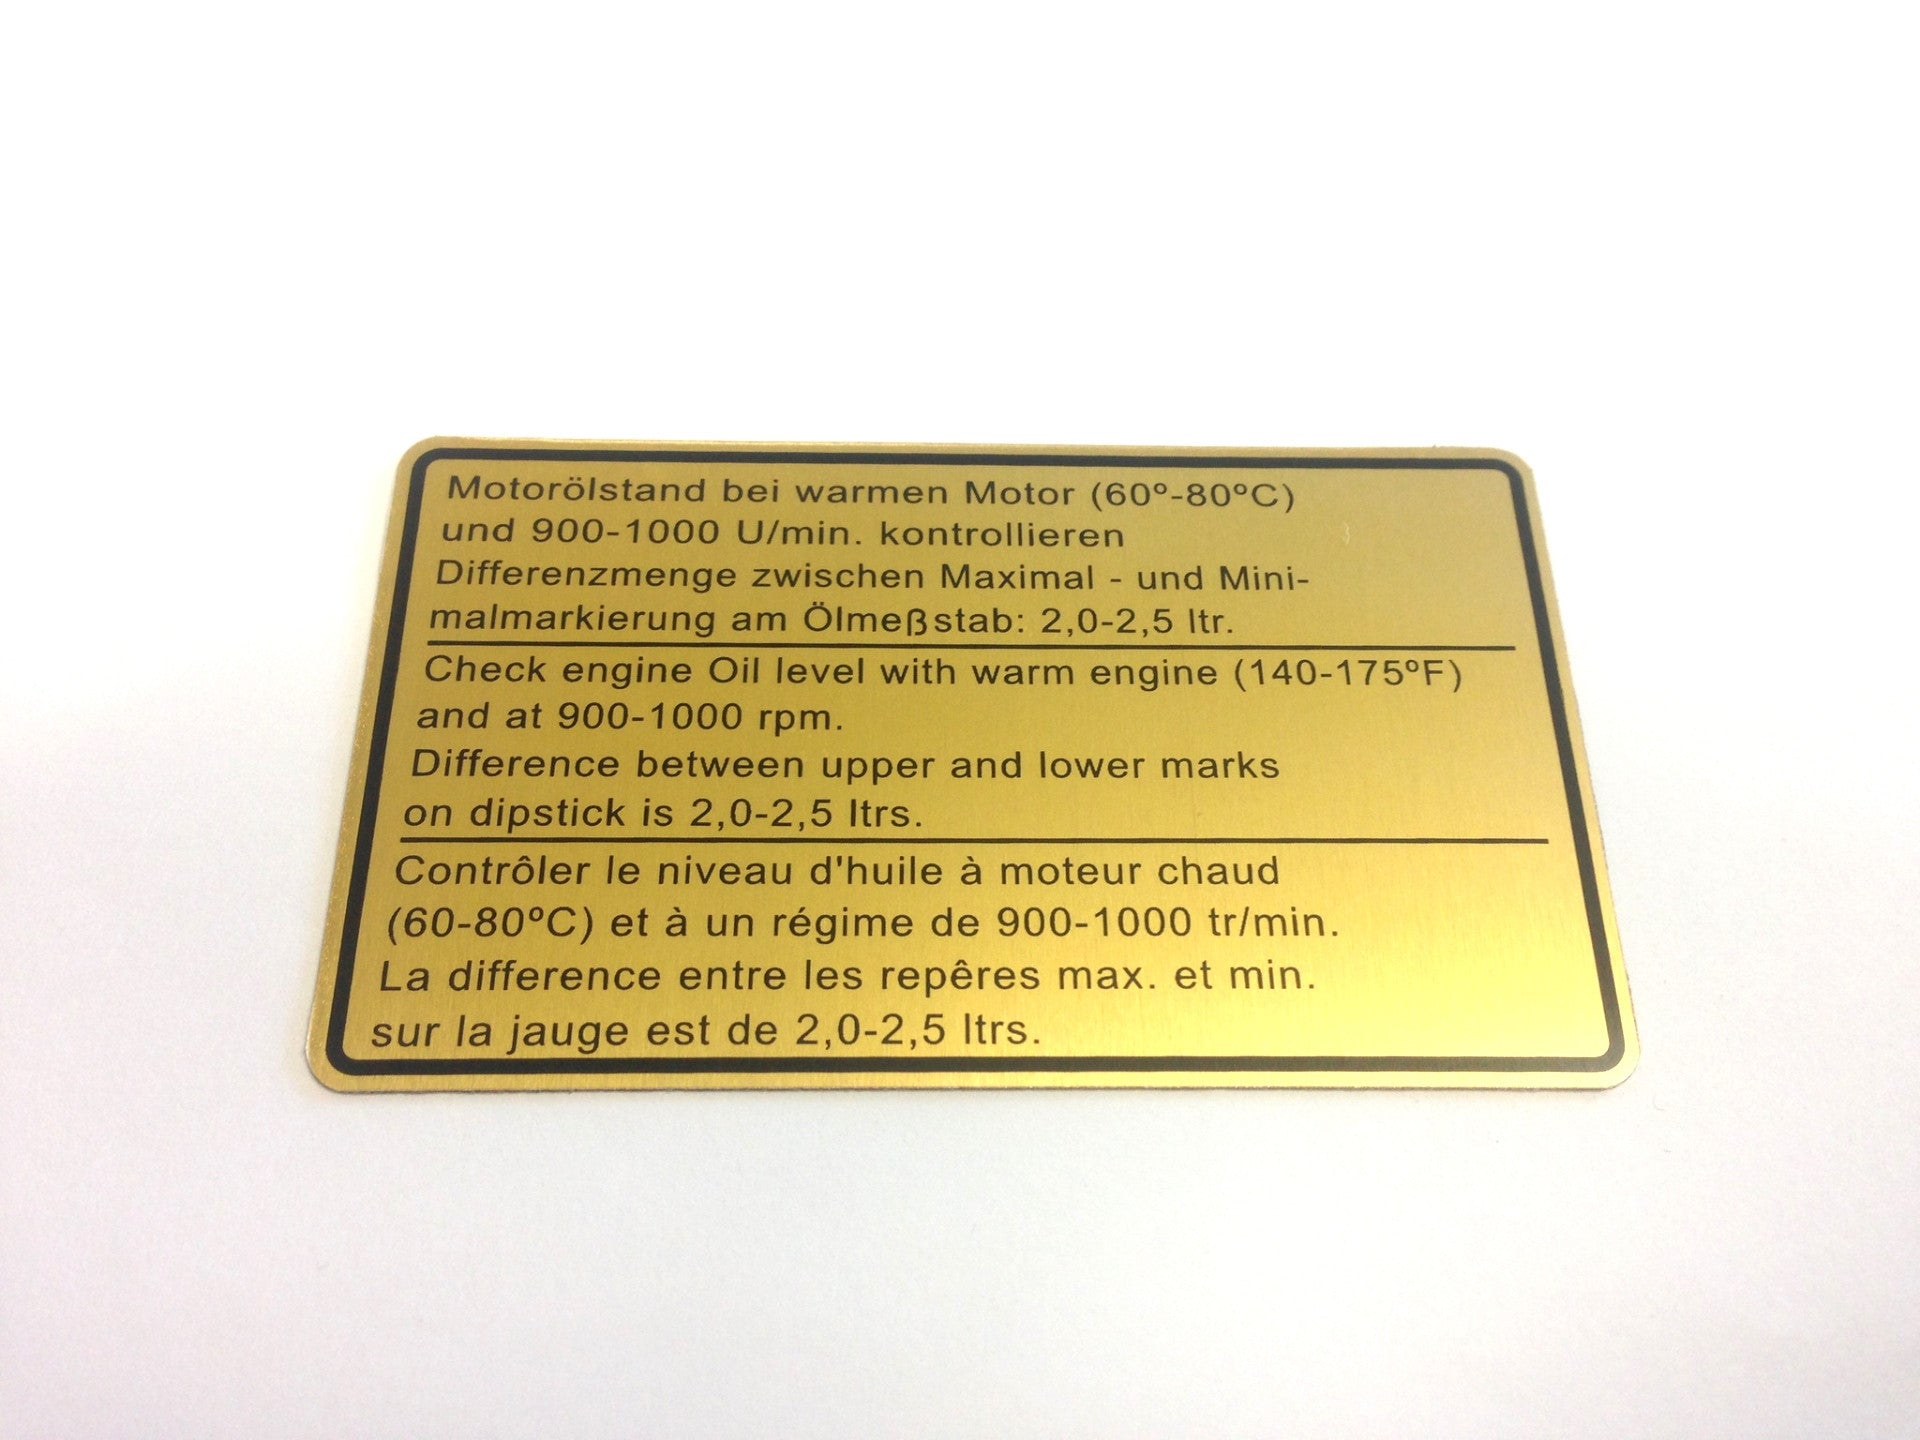 Motorölstand bei warmen Motor (60º-80ºC)
und 900-1000 U/min. kontrollieren
Differenzmenge zwischen Maximal - und Mini-
malmarkierung am Ölmeßstab: 2,0-2,5 ltr.
Check engine Oil level with warm engine (140-175ºF)
and at 900-1000 rpm.
Difference between upper and lower marks
on dipstick is 2,0-2,5 ltrs.
Contrôler le niveau d'huile à moteur chaud
(60-80ºC) et à un régime de 900-1000 tr/min.
La difference entre les repêres max. et min.
sur la jauge est de 2,0-2,5 ltrs.